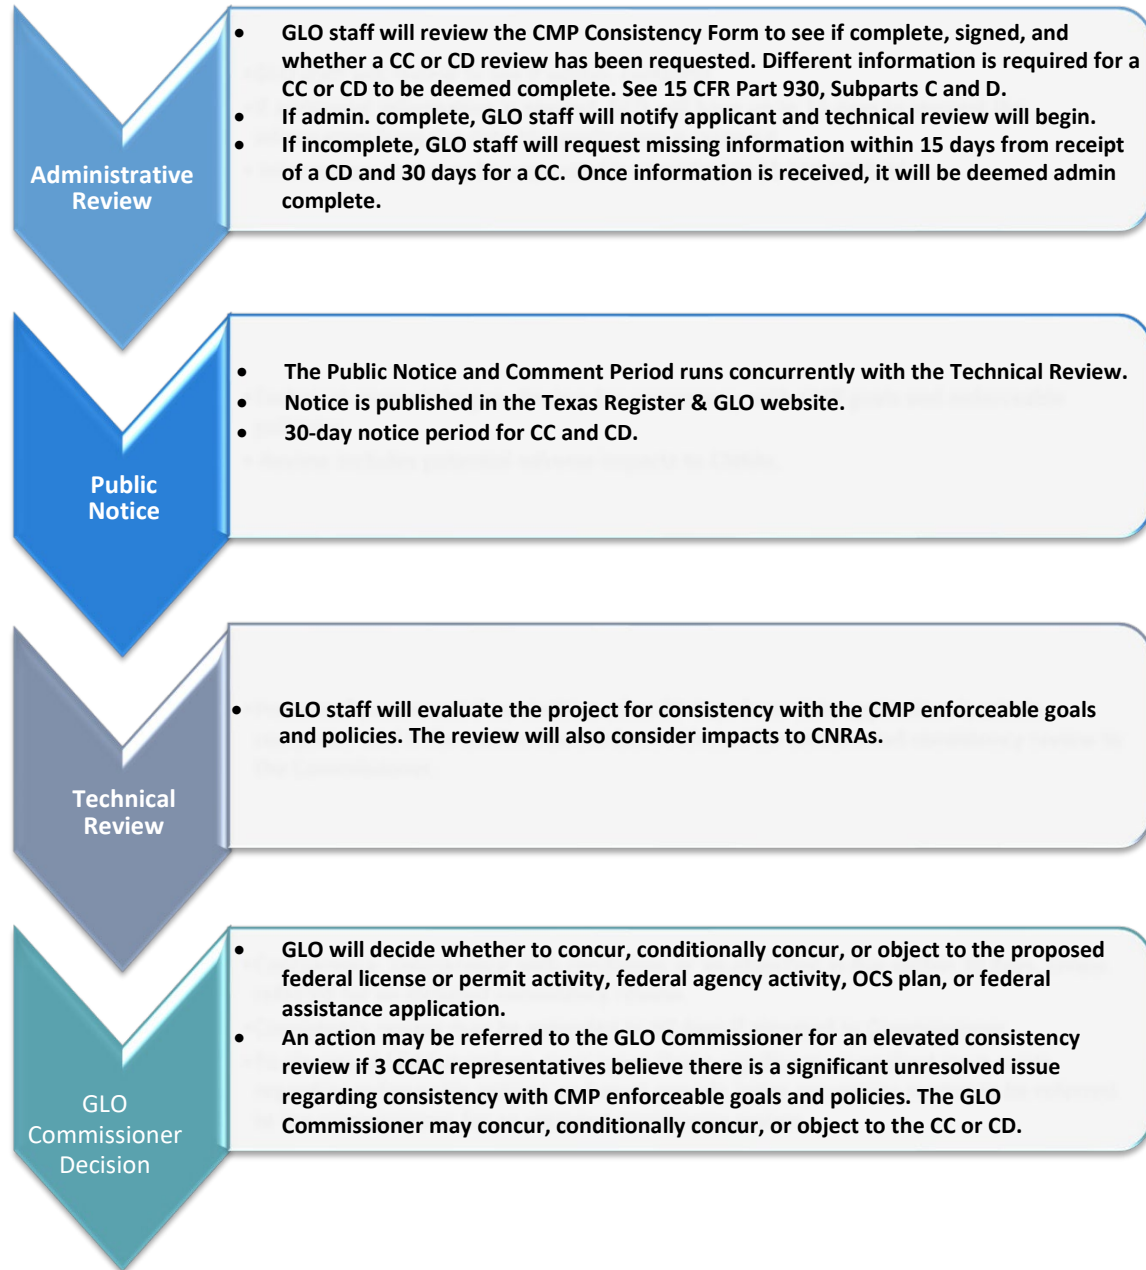 Administrative
Review
• GLO staff will review the CMP Consistency Form to see if complete, signed, and
whether a CC or CD review has been requested. Different information is required for a
CC or CD to be deemed complete. See 15 CFR Part 930, Subparts C and D.
• If admin. complete, GLO staff will notify applicant and technical review will begin.
• If incomplete, GLO staff will request missing information within 15 days from receipt
of a CD and 30 days for a CC. Once information is received, it will be deemed admin
complete.
Public
Notice
• The Public Notice and Comment Period runs concurrently with the Technical Review.
• Notice is published in the Texas Register & GLO website.
• 30-day notice period for CC and CD.
Technical
Review
• GLO staff will evaluate the project for consistency with the CMP enforceable goals
and policies. The review will also consider impacts to CNRAs.
GLO
Commissioner
Decision
• GLO will decide whether to concur, conditionally concur, or object to the proposed
federal license or permit activity, federal agency activity, OCS plan, or federal
assistance application.
• An action may be referred to the GLO Commissioner for an elevated consistency
review if 3 CCAC representatives believe there is a significant unresolved issue
regarding consistency with CMP enforceable goals and policies. The GLO
Commissioner may concur, conditionally concur, or object to the CC or CD.